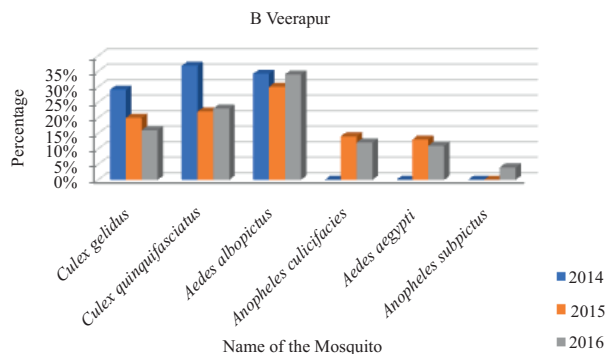 B Veerapur
Percentage
35%
30%
25%
20%
15%
10%
5%
0%
Culex gelidus
Culex quinquifasciatus
Aedes albopictus
Anopheles culicifacies
Aedes aegypti
Anopheles subpictus
Name of the Mosquito
2014
2015
2016